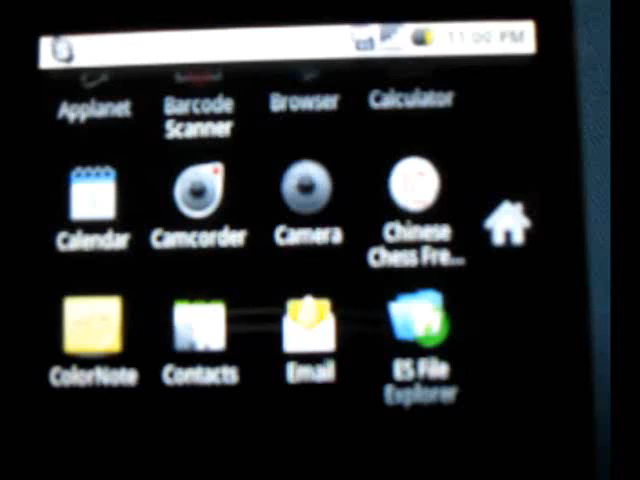 11:00 PM
Applanet Barcode Scanner Browser Calculator
Calendar Camcorder Camera Chinese Chess Fre...
ColorNote Contacts Email ES File Explorer